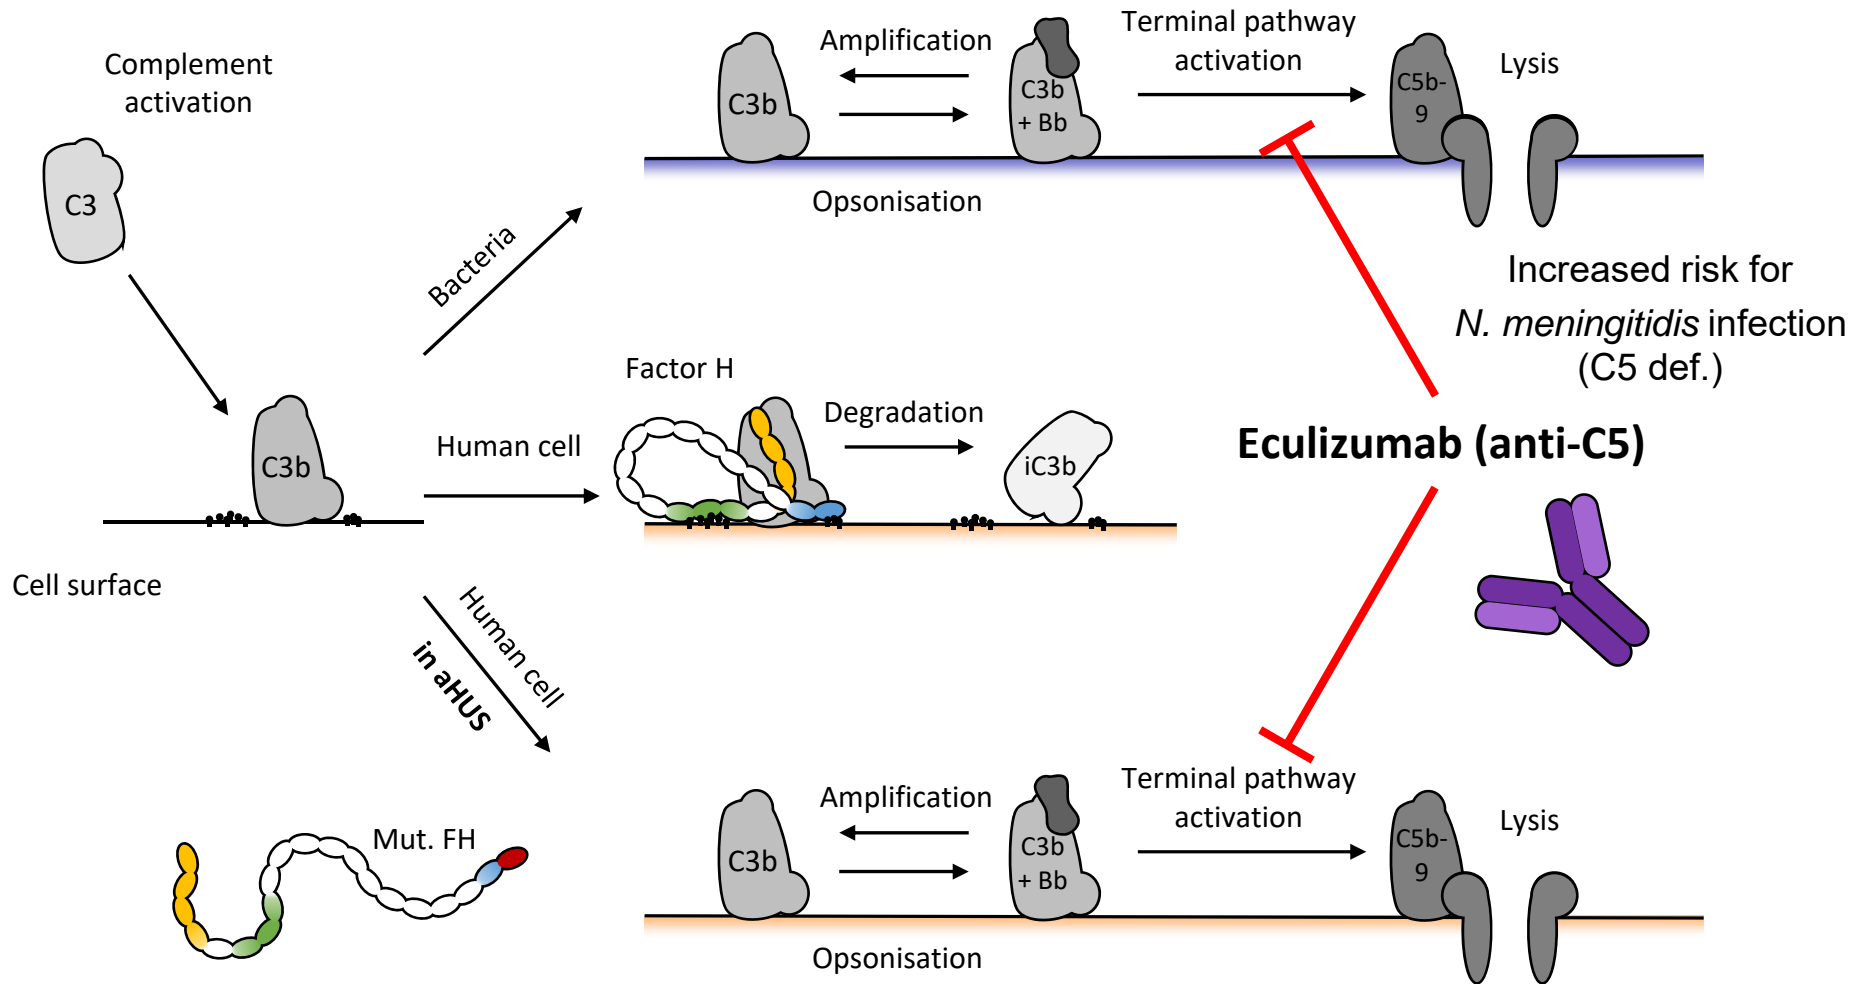 Complement
activation
C3
C3b
Cell surface
Bacteria
Human cell
Human cell
in aHUS
C3b
Amplification
C3b
+ Bb
Terminal pathway
activation
C5b-
9
Lysis
Opsonisation
Increased risk for
N. meningitidis infection
(C5 def.)
Factor H
Degradation
iC3b
Eculizumab (anti-C5)
Mut. FH
C3b
Amplification
C3b
+ Bb
Terminal pathway
activation
C5b-
9
Lysis
Opsonisation